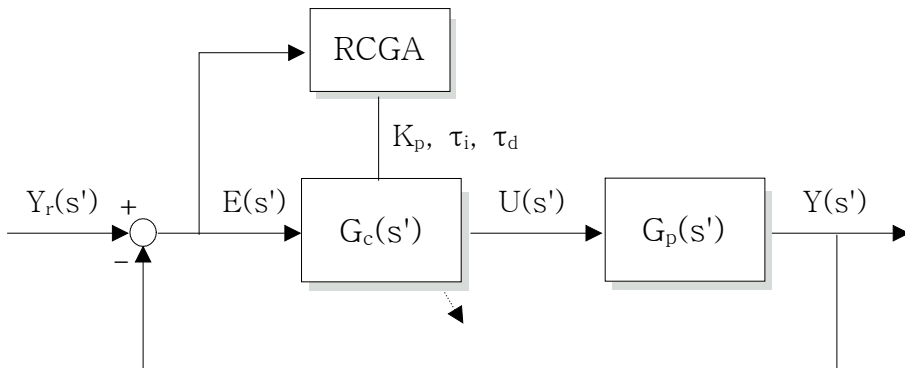 RCGA
Kp, τi, τd
Yr(s')
+
E(s')
Gc(s')
U(s')
Gp(s')
Y(s')
−